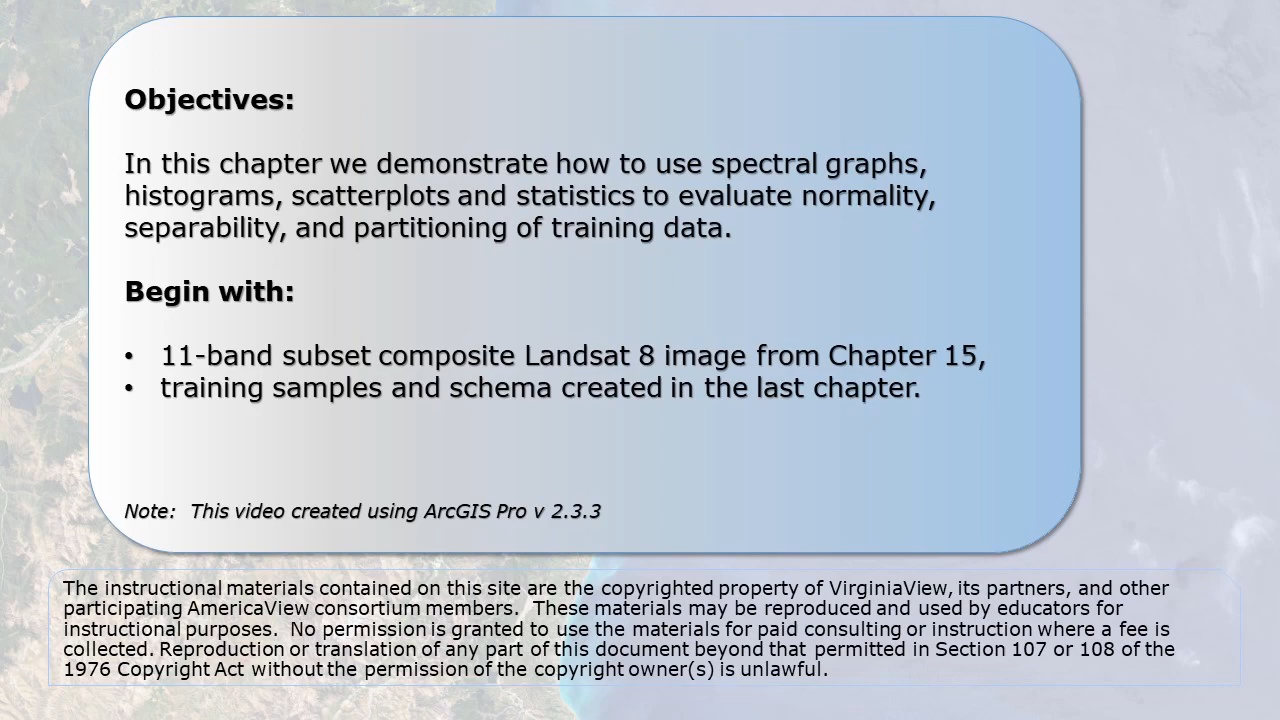 Objectives:
In this chapter we demonstrate how to use spectral graphs,
histograms, scatterplots and statistics to evaluate normality,
separability, and partitioning of training data.
Begin with:
• 11-band subset composite Landsat 8 image from Chapter 15,
• training samples and schema created in the last chapter.
Note:  This video created using ArcGIS Pro v 2.3.3
The instructional materials contained on this site are the copyrighted property of VirginiaView, its partners, and other
participating AmericaView consortium members.  These materials may be reproduced and used by educators for
instructional purposes.  No permission is granted to use the materials for paid consulting or instruction where a fee is
collected. Reproduction or translation of any part of this document beyond that permitted in Section 107 or 108 of the
1976 Copyright Act without the permission of the copyright owner(s) is unlawful.